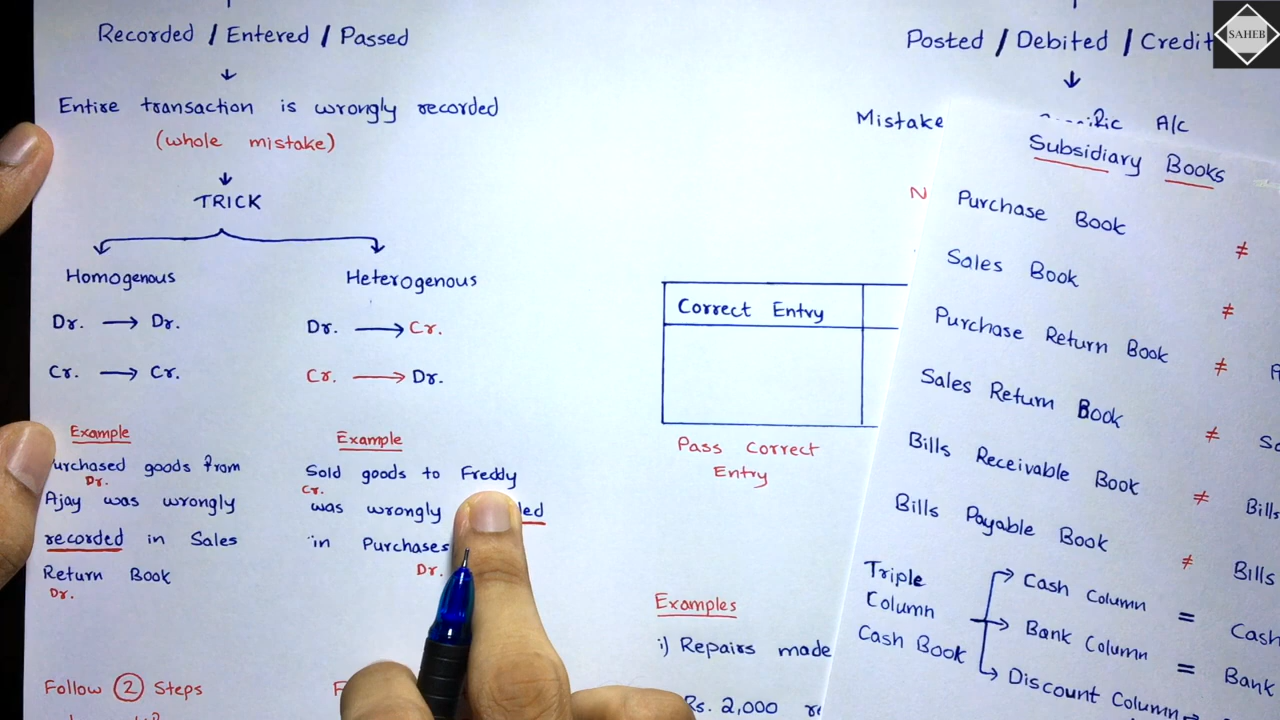 Recorded / Entered / Passed
Entire transaction is wrongly recorded
(whole mistake)
TRICK
Homogenous
Dr. → Dr.
Cr. → Cr.
Heterogenous
Dr. → Cr.
Cr. → Dr.
Example
goods from
Dr.
Ajay was wrongly
recorded in Sales
Return Book
Dr.
Follow 2 Steps
Example
Sold goods to Freddy
Cr.
was wrongly
in Purchases
Dr.
Posted / Debited /
Mistake
A/c
Correct Entry
Pass Correct
Entry
Examples
i) Repairs made
Rs. 2,000
Subsidiary Books
Purchase Book ≠
Sales Book ≠
Purchase Return Book ≠
Sales Return Book ≠
Bills Receivable Book ≠ Bills
Bills Payable Book ≠ Bills
Triple
Column
Cash Book
Cash Column = Cash
Bank Column = Bank
Discount Column →
SAHEB